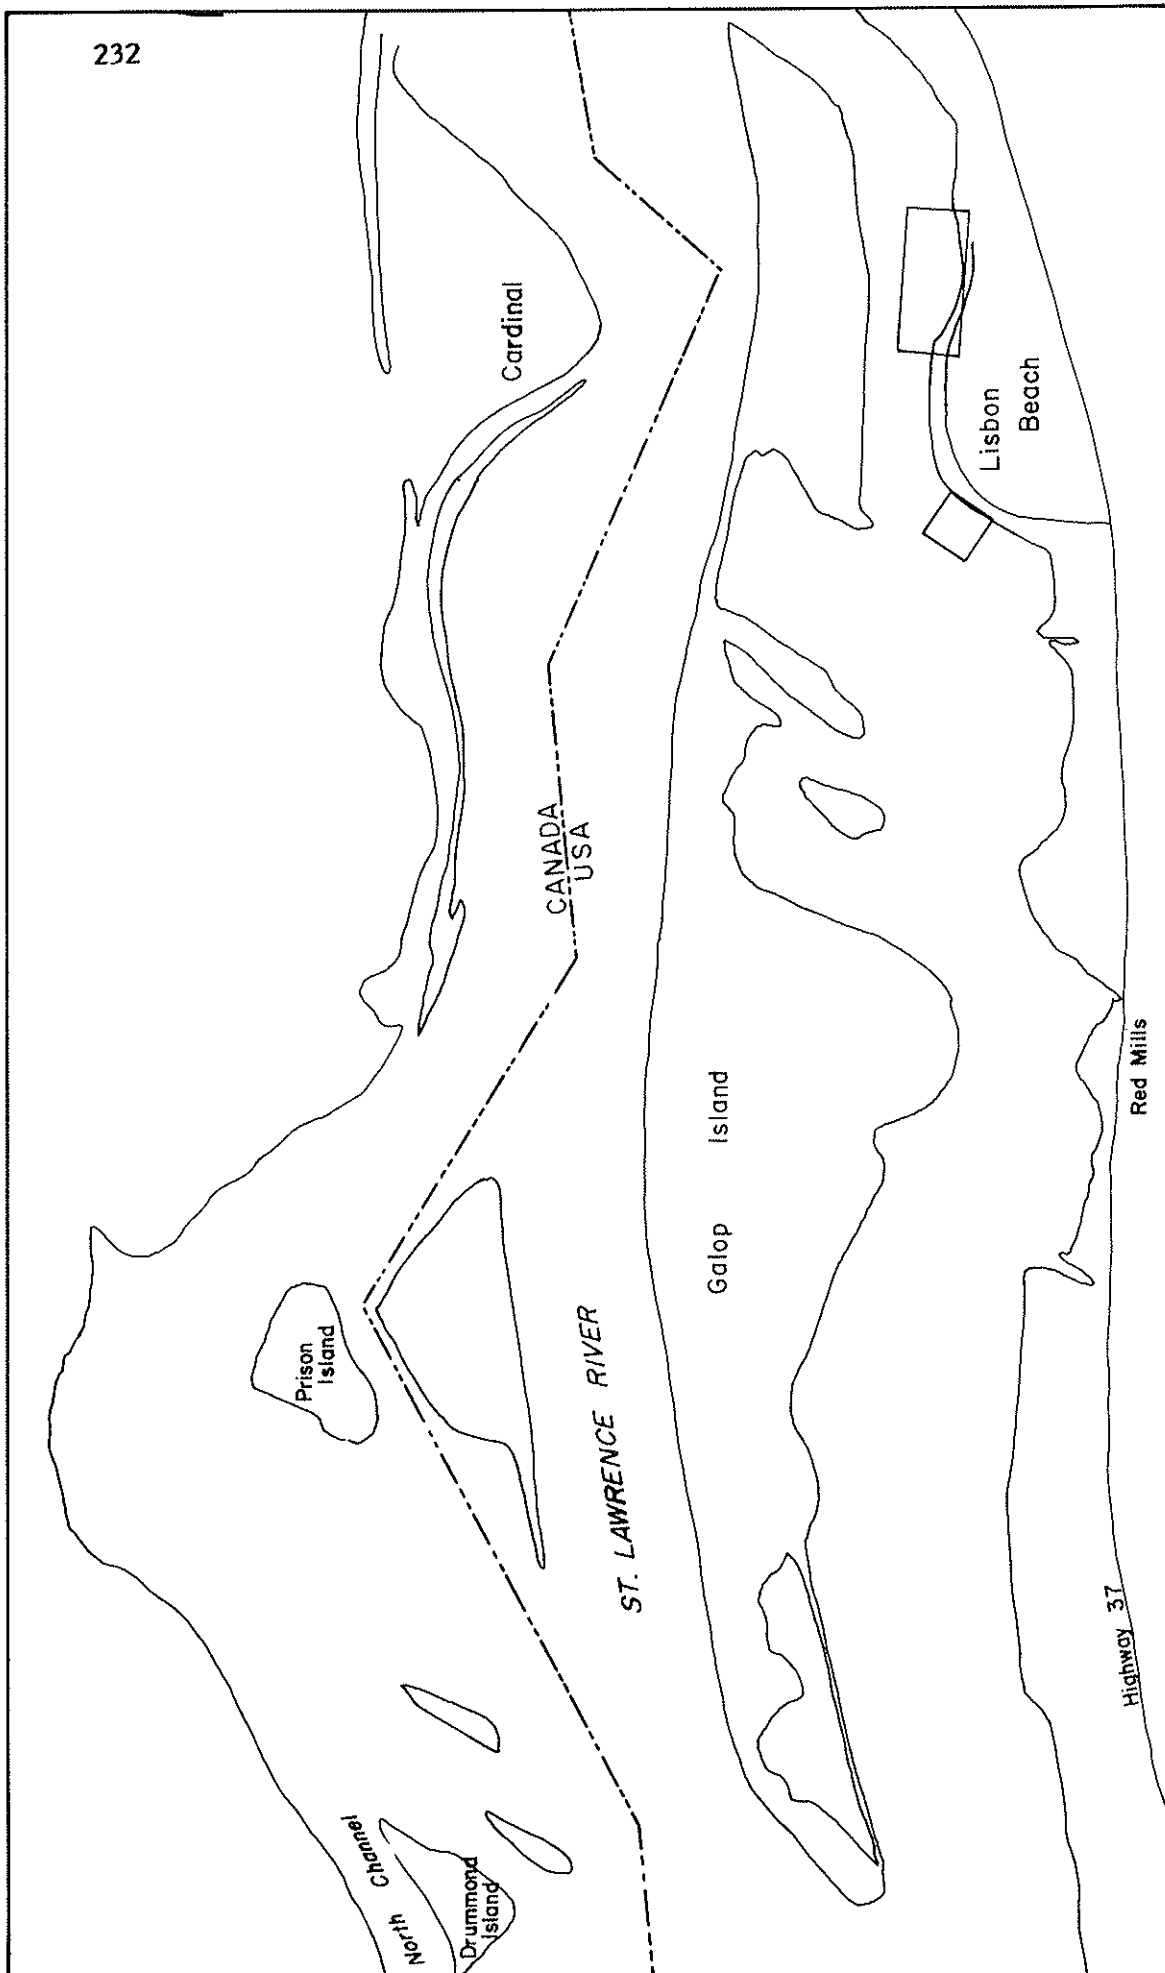 232
Cardinal
Lisbon
Beach
CANADA
USA
Galop Island
Red Mills
Prison
Island
ST. LAWRENCE RIVER
Highway 37
North Channel
Drummond
Island